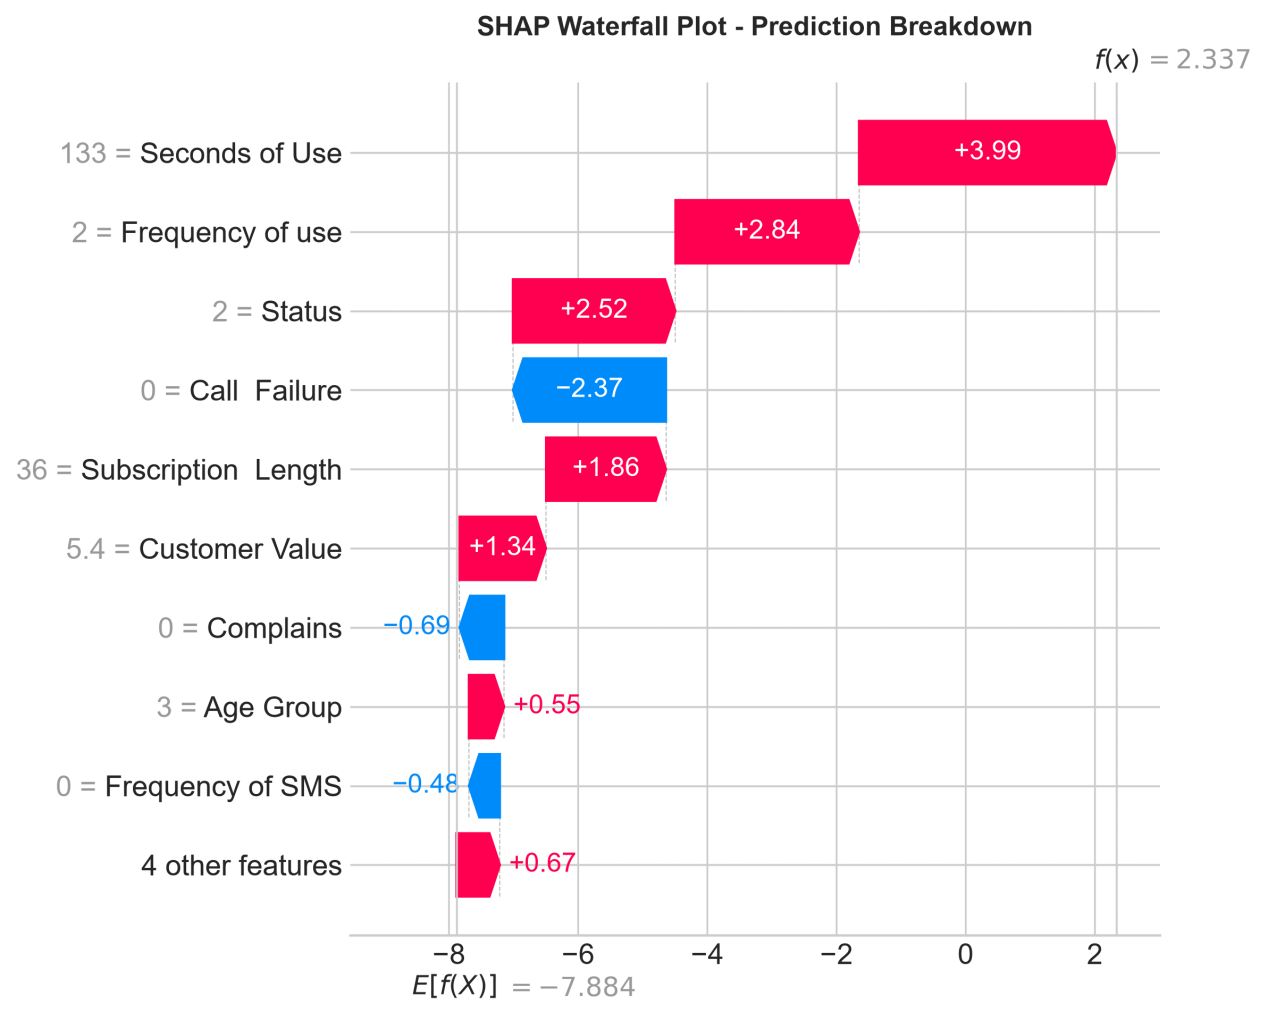 SHAP Waterfall Plot - Prediction Breakdown
f(x) = 2.337
133 = Seconds of Use
+3.99
2 = Frequency of use
+2.84
2 = Status
+2.52
0 = Call  Failure
−2.37
36 = Subscription  Length
+1.86
5.4 = Customer Value
+1.34
0 = Complains
−0.69
3 = Age Group
+0.55
0 = Frequency of SMS
−0.48
4 other features
+0.67
−8 −6 −4 −2 0 2
E[f(X)] = −7.884